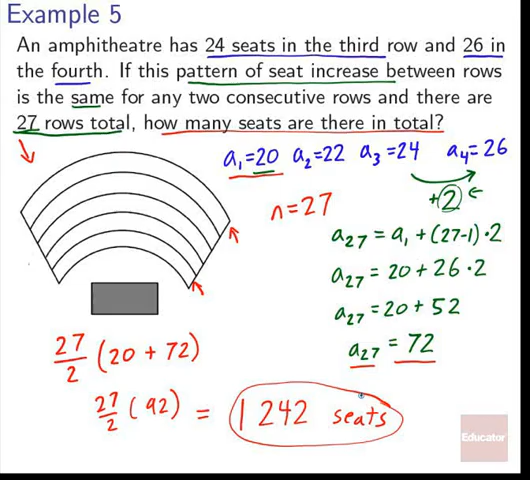 Example 5
An amphitheatre has 24 seats in the third row and 26 in
the fourth. If this pattern of seat increase between rows
is the same for any two consecutive rows and there are
27 rows total, how many seats are there in total?
a₁=20 a₂=22 a₃=24 a₄=26
+2
n=27
a₂₇ = a₁ + (27-1)·2
a₂₇ = 20 + 26·2
a₂₇ = 20 + 52
a₂₇ = 72
27/2 (20 + 72)
27/2 (92) = 1242 seats
Educator